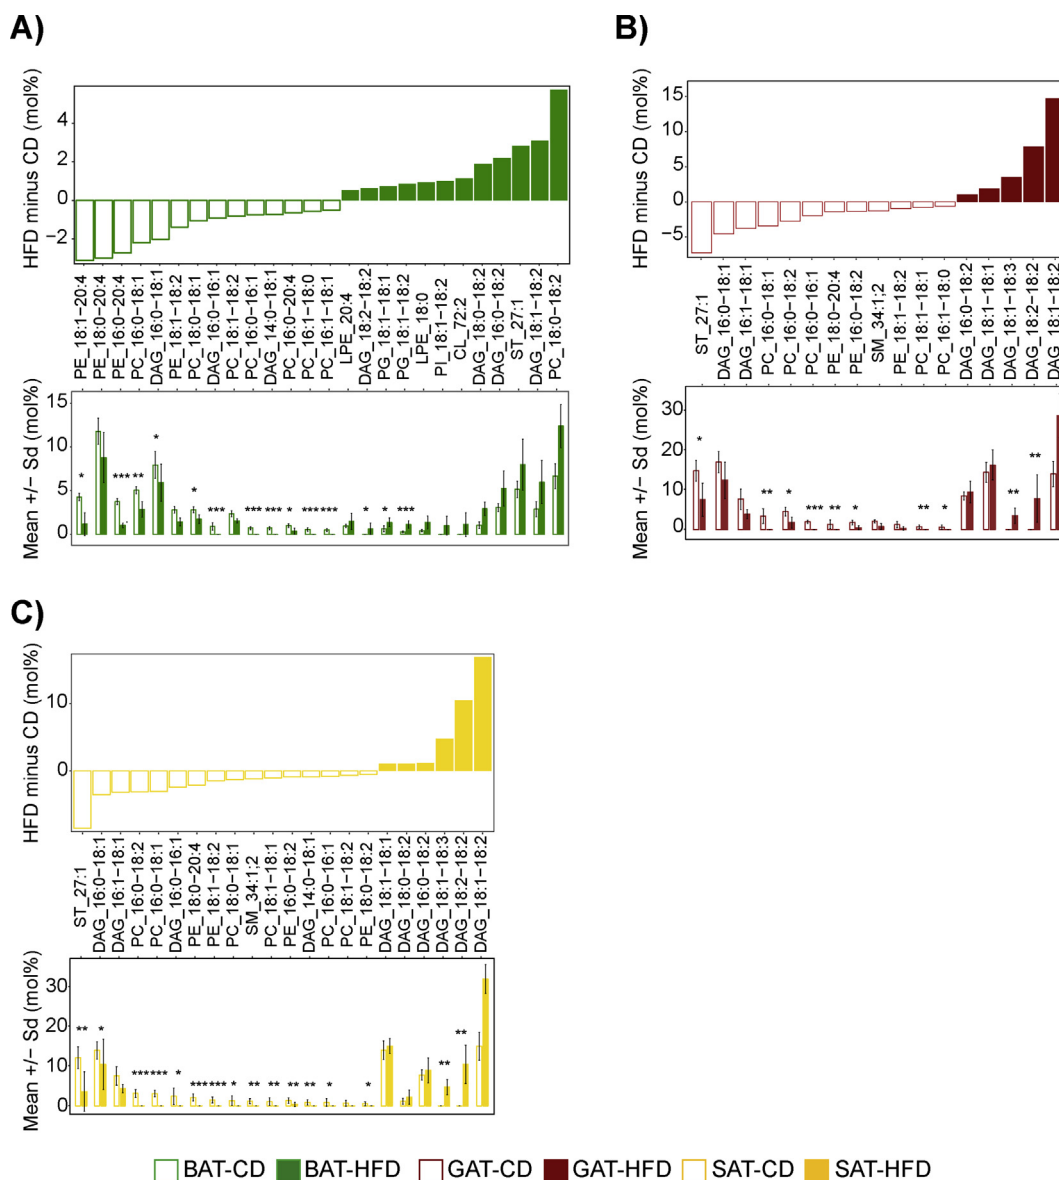 A)
B)
HFD minus CD (mol%)
4
2
0
−2
PE_18:1−20:4
PE_18:0−20:4
PE_16:0−20:4
PC_16:0−18:1
DAG_16:0−18:1
PE_18:1−18:2
PC_18:0−18:1
DAG_16:0−16:1
PC_18:1−18:2
PC_16:0−16:1
DAG_14:0−18:1
PC_16:0−20:4
PC_16:1−18:0
PC_16:1−18:1
LPE_20:4
DAG_18:2−18:2
PG_18:1−18:1
PG_18:1−18:2
LPE_18:0
PI_18:1−18:2
CL_72:2
DAG_18:0−18:2
DAG_16:0−18:2
ST_27:1
DAG_18:1−18:2
PC_18:0−18:2
Mean +/− Sd (mol%)
15
10
5
0
* *** ** * * *** *** *** * *** *** * * ***
HFD minus CD (mol%)
15
10
5
0
−5
ST_27:1
DAG_16:0−18:1
DAG_16:1−18:1
PC_16:0−18:1
PC_16:0−18:2
PC_16:0−16:1
PE_18:0−20:4
PE_16:0−18:2
SM_34:1;2
PE_18:1−18:2
PC_18:1−18:1
PC_16:1−18:0
DAG_16:0−18:2
DAG_18:1−18:1
DAG_18:1−18:3
DAG_18:2−18:2
DAG_18:1−18:2
Mean +/− Sd (mol%)
30
20
10
0
* ** * *** ** * ** * ** **
C)
HFD minus CD (mol%)
10
0
ST_27:1
DAG_16:0−18:1
DAG_16:1−18:1
PC_16:0−18:2
PC_16:0−18:1
DAG_16:0−16:1
PE_18:0−20:4
PE_18:1−18:2
PC_18:0−18:1
SM_34:1;2
PC_18:1−18:1
PE_16:0−18:2
DAG_14:0−18:1
PC_16:0−16:1
PC_18:1−18:2
PE_18:0−18:2
DAG_18:1−18:1
DAG_18:0−18:2
DAG_16:0−18:2
DAG_18:1−18:3
DAG_18:2−18:2
DAG_18:1−18:2
Mean +/− Sd (mol%)
30
20
10
0
** * *** *** * *** *** * ** ** ** ** * * ** **
BAT-CD BAT-HFD GAT-CD GAT-HFD SAT-CD SAT-HFD